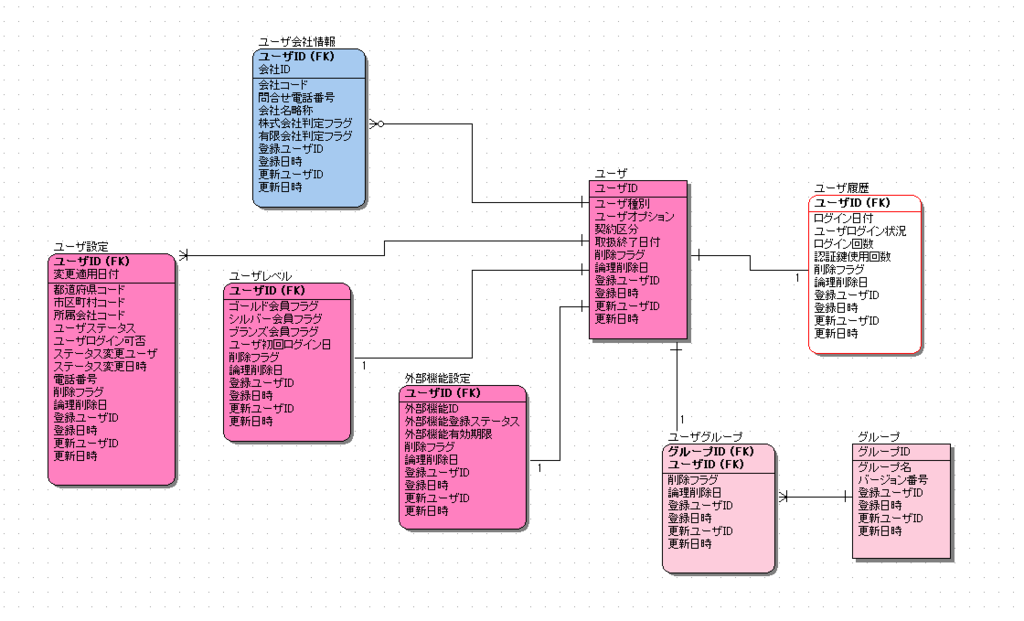 ユーザ会社情報
ユーザID (FK)
会社ID
会社コード
問合せ電話番号
会社名略称
株式会社判定フラグ
有限会社判定フラグ
登録ユーザID
登録日時
更新ユーザID
更新日時
ユーザ
ユーザID
ユーザ種別
ユーザオプション
契約区分
取扱終了日付
削除フラグ
論理削除日
登録ユーザID
登録日時
更新ユーザID
更新日時
ユーザ履歴
ユーザID (FK)
ログイン日付
ユーザログイン状況
ログイン回数
認証鍵使用回数
削除フラグ
論理削除日
登録ユーザID
登録日時
更新ユーザID
更新日時
1
ユーザ設定
ユーザID (FK)
変更適用日付
都道府県コード
市区町村コード
所属会社コード
ユーザステータス
ユーザログイン可否
ステータス変更ユーザ
ステータス変更日時
電話番号
削除フラグ
論理削除日
登録ユーザID
登録日時
更新ユーザID
更新日時
ユーザレベル
ユーザID (FK)
ゴールド会員フラグ
シルバー会員フラグ
ブランズ会員フラグ
ユーザ初回ログイン日
削除フラグ
論理削除日
登録ユーザID
登録日時
更新ユーザID
更新日時
1
外部機能設定
ユーザID (FK)
外部機能ID
外部機能登録ステータス
外部機能有効期限
削除フラグ
論理削除日
登録ユーザID
登録日時
更新ユーザID
更新日時
1
1
ユーザグループ
グループID (FK)
ユーザID (FK)
削除フラグ
論理削除日
登録ユーザID
登録日時
更新ユーザID
更新日時
グループ
グループID
グループ名
バージョン番号
登録ユーザID
登録日時
更新ユーザID
更新日時